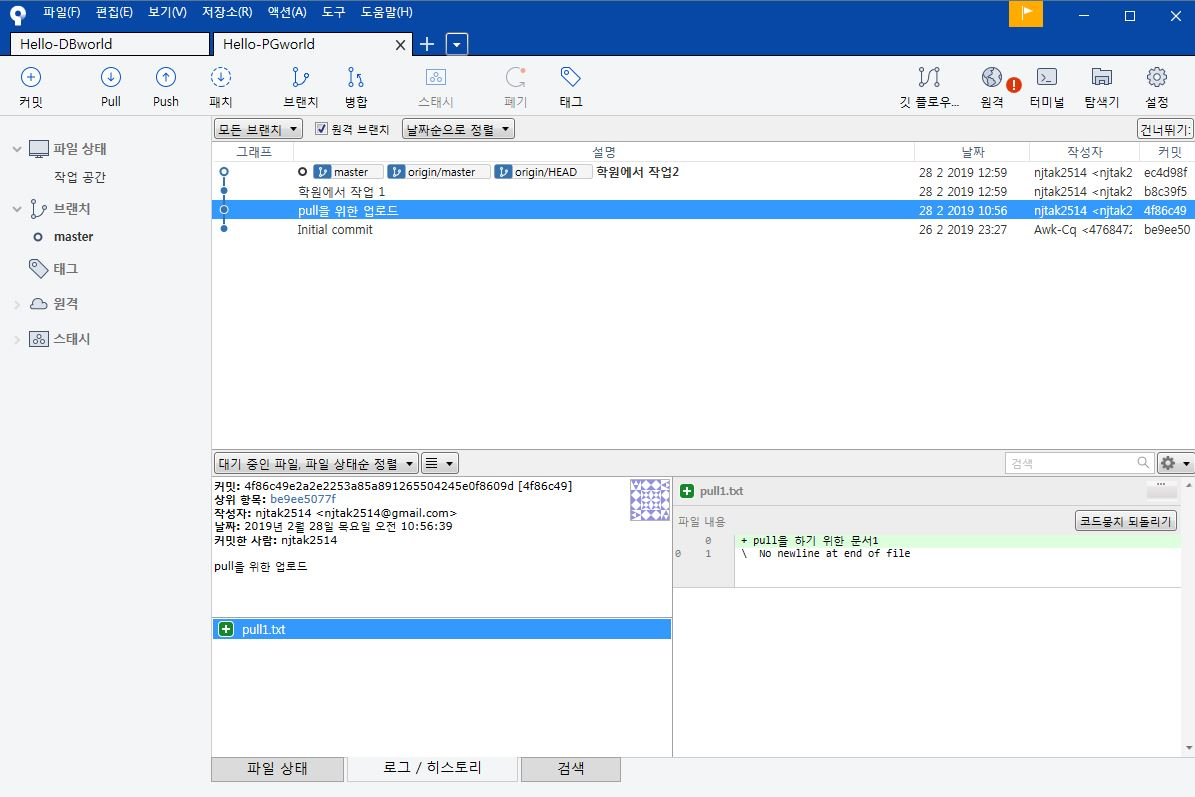 파일(F) 편집(E) 보기(V) 저장소(R) 액션(A) 도구 도움말(H)
Hello-DBworld Hello-PGworld
커밋 Pull Push 패치 브랜치 병합 스태시 폐기 태그 깃 플로우... 원격 터미널 탐색기 설정
모든 브랜치 원격 브랜치 날짜순으로 정렬 건너뛰기:
그래프 설명 날짜 작성자 커밋
master origin/master origin/HEAD 학원에서 작업2 28 2 2019 12:59 njtak2514 <njtak2 ec4d98f
학원에서 작업 1 28 2 2019 12:59 njtak2514 <njtak2 b8c39f5
pull을 위한 업로드 28 2 2019 10:56 njtak2514 <njtak2 4f86c49
Initial commit 26 2 2019 23:27 Awk-Cq <4768472 be9ee50
파일 상태
작업 공간
브랜치
master
태그
원격
스태시
대기 중인 파일, 파일 상태순 정렬 검색
커밋: 4f86c49e2a2e2253a85a891265504245e0f8609d [4f86c49]
상위 항목: be9ee5077f
작성자: njtak2514 <njtak2514@gmail.com>
날짜: 2019년 2월 28일 목요일 오전 10:56:39
커밋한 사람: njtak2514
pull을 위한 업로드
pull1.txt
pull1.txt
파일 내용 코드뭉치 되돌리기
0 + pull을 하기 위한 문서1
0 1 \ No newline at end of file
파일 상태 로그 / 히스토리 검색